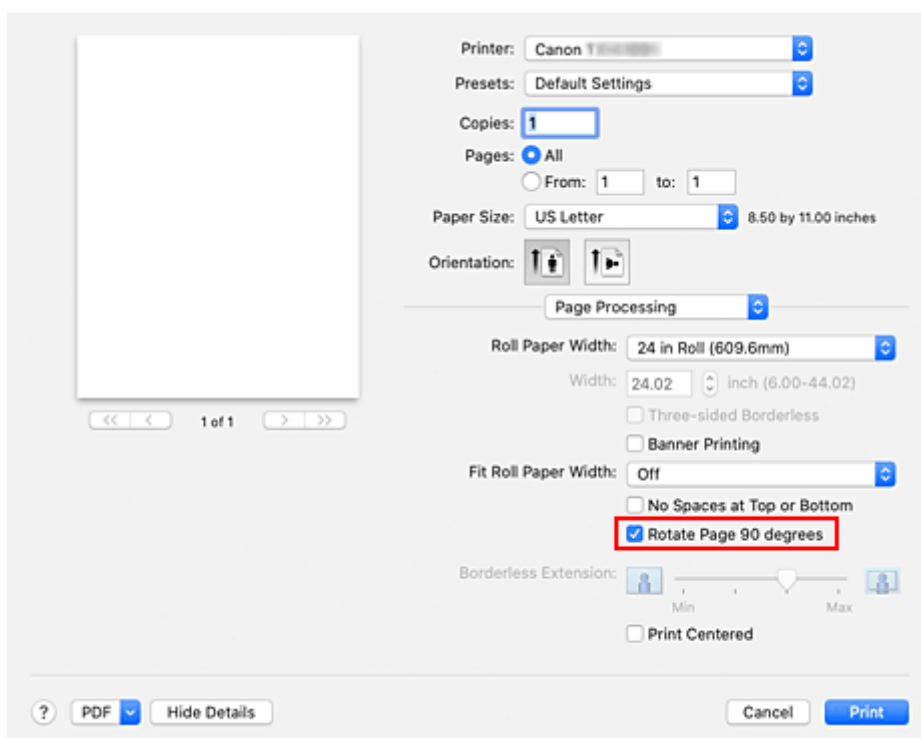 Printer: Canon
Presets: Default Settings
Copies: 1
Pages: All
From: 1 to: 1
Paper Size: US Letter 8.50 by 11.00 inches
Orientation:
Page Processing
Roll Paper Width: 24 in Roll (609.6mm)
Width: 24.02 inch (6.00-44.02)
Three-sided Borderless
<< < 1 of 1 > >>
Banner Printing
Fit Roll Paper Width: Off
No Spaces at Top or Bottom
Rotate Page 90 degrees
Borderless Extension:
Min Max
Print Centered
? PDF Hide Details Cancel Print